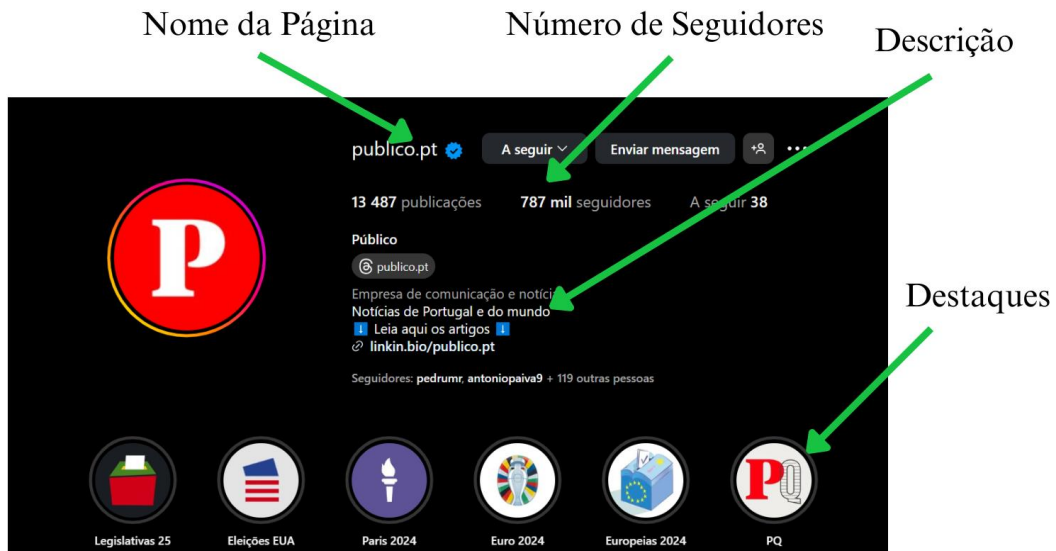 Nome da Página
Número de Seguidores
Descrição
publico.pt
A seguir
Enviar mensagem
13 487 publicações
787 mil seguidores
A seguir 38
P
Público
publico.pt
Empresa de comunicação e notícia
Notícias de Portugal e do mundo
Leia aqui os artigos
linkin.bio/publico.pt
Destaques
Seguidores: pedrumr, antoniopaiva9 + 119 outras pessoas
PQ
Legislativas 25
Eleições EUA
Paris 2024
Euro 2024
Europeias 2024
PQ